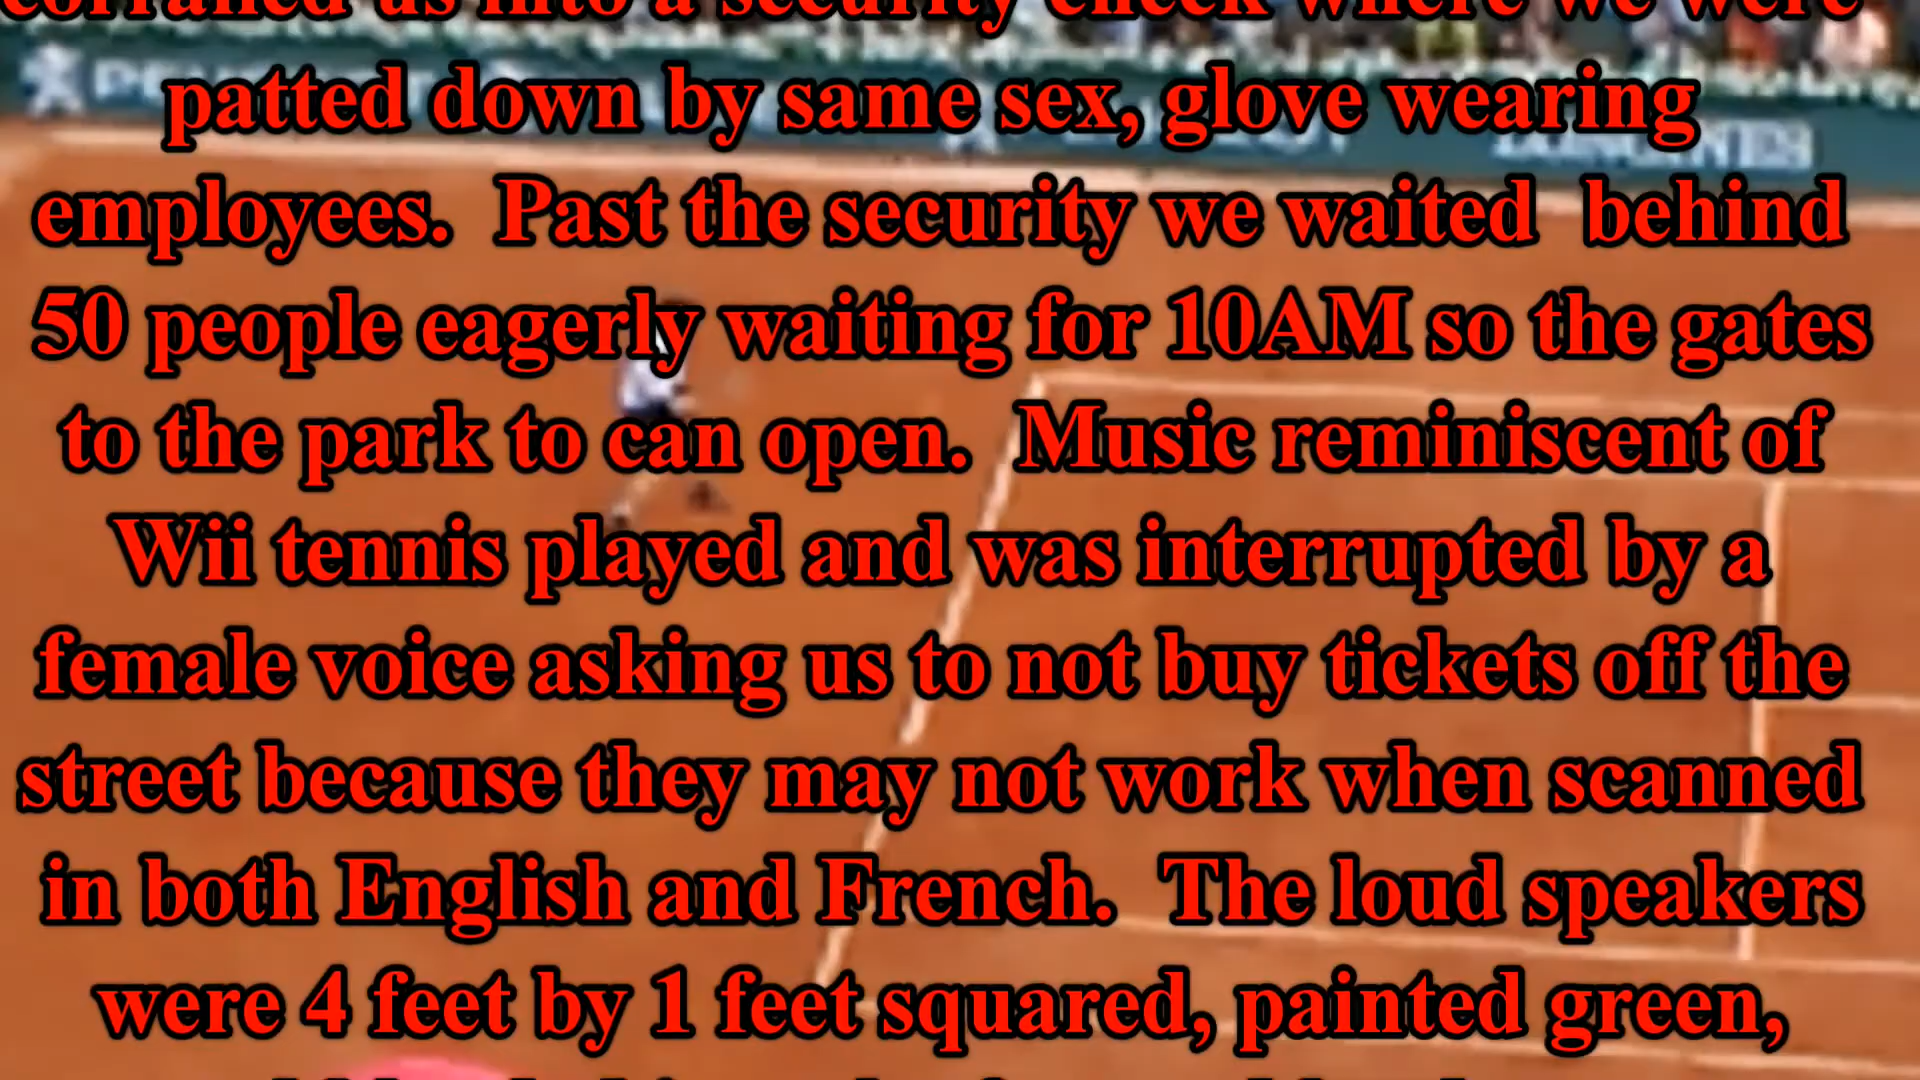 corralled us into a security check where we were
patted down by same sex, glove wearing
employees.  Past the security we waited  behind
50 people eagerly waiting for 10AM so the gates
to the park to can open.  Music reminiscent of
Wii tennis played and was interrupted by a
female voice asking us to not buy tickets off the
street because they may not work when scanned
in both English and French.  The loud speakers
were 4 feet by 1 feet squared, painted green,